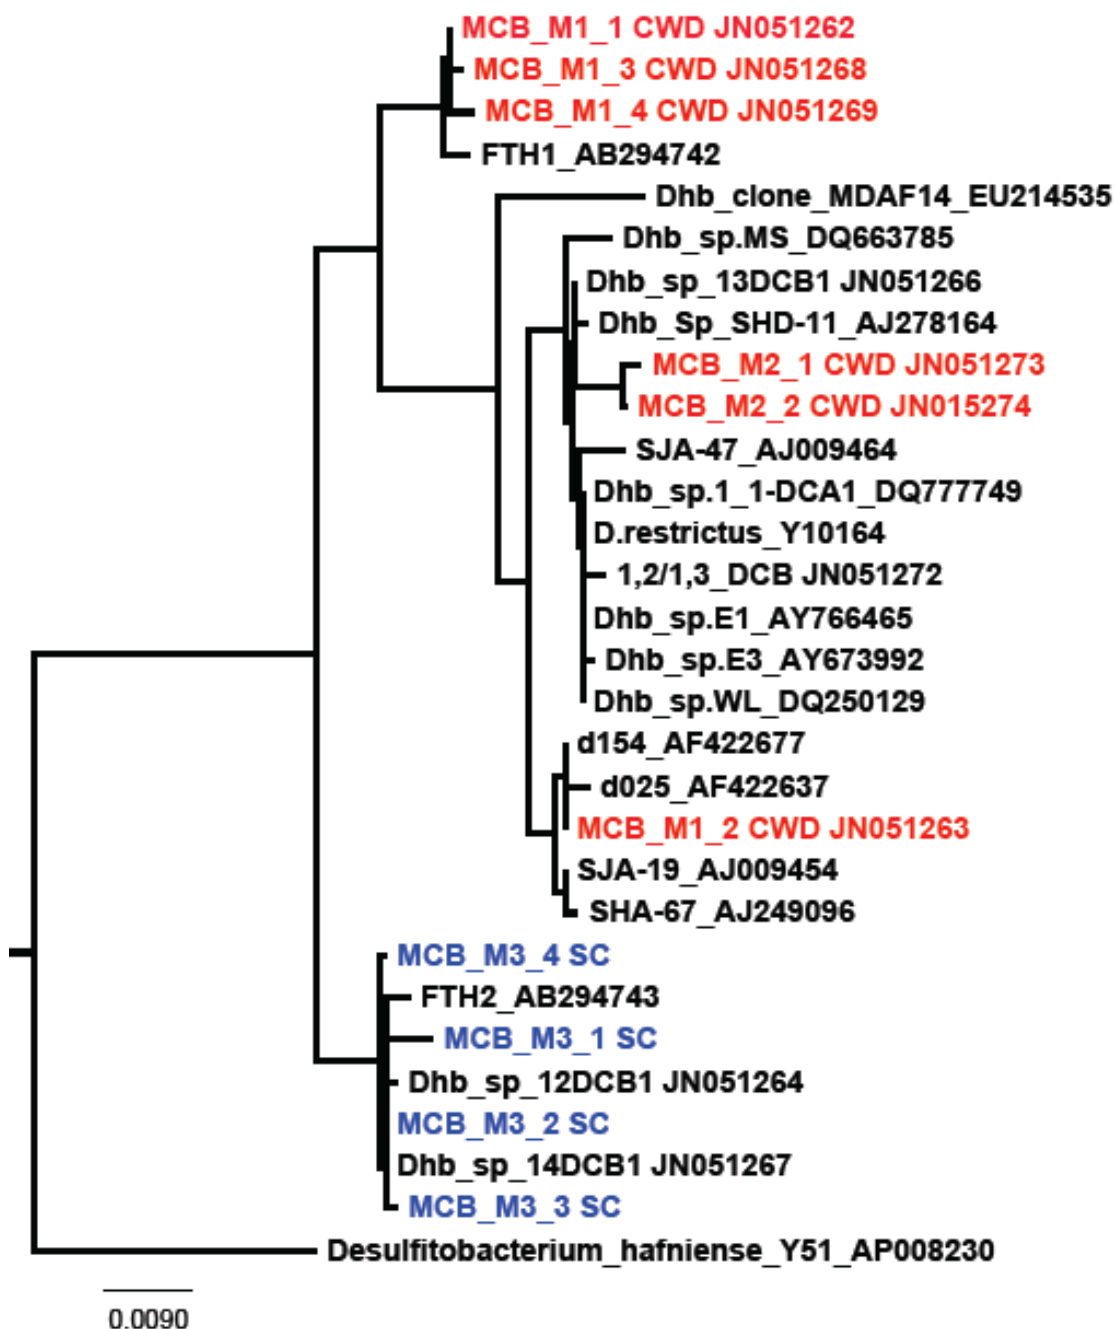 MCB_M1_1 CWD JN051262
MCB_M1_3 CWD JN051268
MCB_M1_4 CWD JN051269
FTH1_AB294742
Dhb_clone_MDAF14_EU214535
Dhb_sp.MS_DQ663785
Dhb_sp_13DCB1 JN051266
Dhb_Sp_SHD-11_AJ278164
MCB_M2_1 CWD JN051273
MCB_M2_2 CWD JN015274
SJA-47_AJ009464
Dhb_sp.1_1-DCA1_DQ777749
D.restrictus_Y10164
1,2/1,3_DCB JN051272
Dhb_sp.E1_AY766465
Dhb_sp.E3_AY673992
Dhb_sp.WL_DQ250129
d154_AF422677
d025_AF422637
MCB_M1_2 CWD JN051263
SJA-19_AJ009454
SHA-67_AJ249096
MCB_M3_4 SC
FTH2_AB294743
MCB_M3_1 SC
Dhb_sp_12DCB1 JN051264
MCB_M3_2 SC
Dhb_sp_14DCB1 JN051267
MCB_M3_3 SC
Desulfitobacterium_hafniense_Y51_AP008230
0.0090